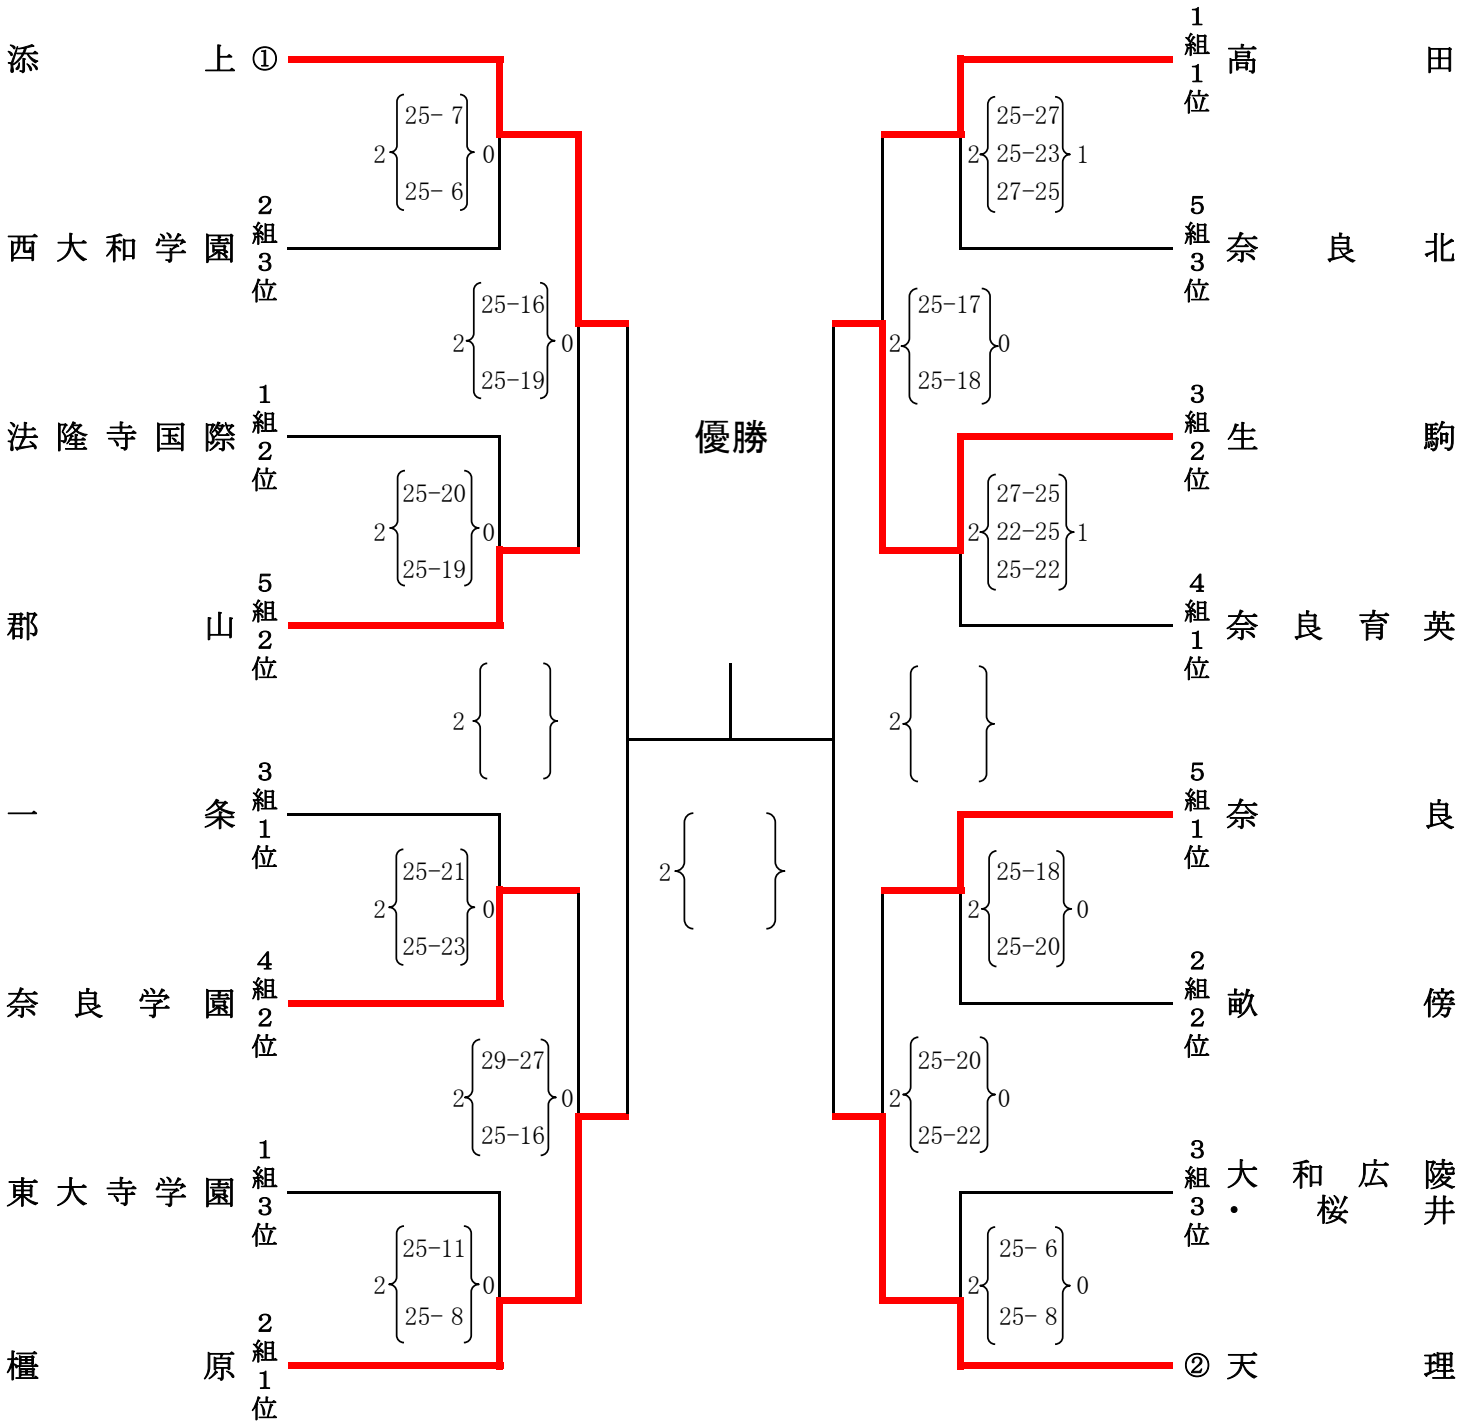 添上 ①
25- 7
2 0
25- 6
西大和学園 2組3位
25-16
2 0
25-19
法隆寺国際 1組2位
25-20
2 0
25-19
郡山 5組2位
2
一条 3組1位
25-21
2 0
25-23
奈良学園 4組2位
29-27
2 0
25-16
東大寺学園 1組3位
25-11
2 0
25- 8
橿原 2組1位
優勝
2
1組1位 高田
25-27
2 25-23 1
27-25
5組3位 奈良北
25-17
2 0
25-18
3組2位 生駒
27-25
2 22-25 1
25-22
4組1位 奈良育英
2
5組1位 奈良
25-18
2 0
25-20
2組2位 畝傍
25-20
2 0
25-22
3組3位 大和広陵
・桜井
25- 6
2 0
25- 8
② 天理